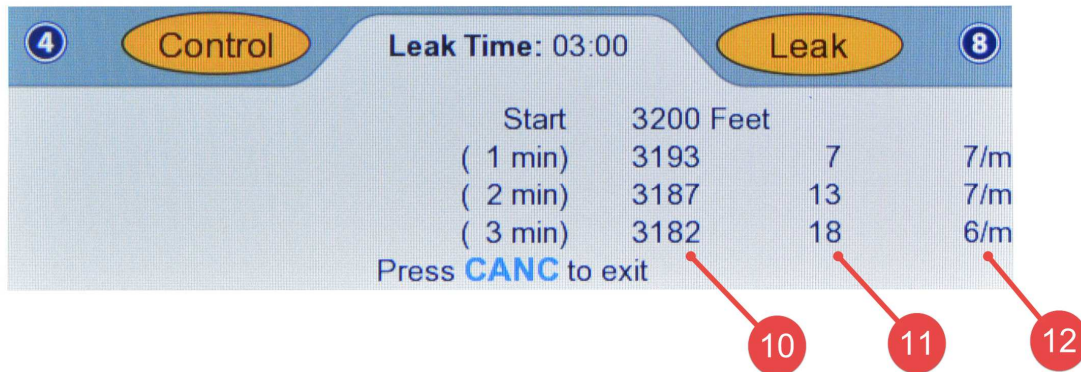 4 Control Leak Time: 03:00 Leak 8
Start 3200 Feet
( 1 min) 3193 7 7/m
( 2 min) 3187 13 7/m
( 3 min) 3182 18 6/m
Press CANC to exit
10 11 12